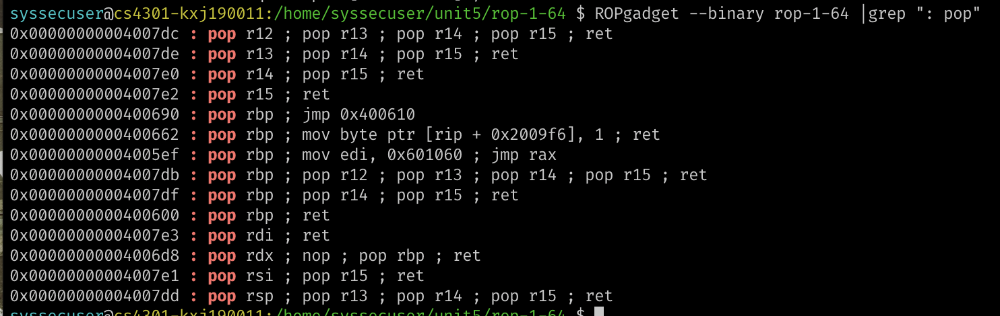 syssecuser@cs4301-kxj190011:/home/syssecuser/unit5/rop-1-64 $ ROPgadget --binary rop-1-64 |grep ": pop"
0x00000000004007dc : pop r12 ; pop r13 ; pop r14 ; pop r15 ; ret
0x00000000004007de : pop r13 ; pop r14 ; pop r15 ; ret
0x00000000004007e0 : pop r14 ; pop r15 ; ret
0x00000000004007e2 : pop r15 ; ret
0x0000000000400690 : pop rbp ; jmp 0x400610
0x0000000000400662 : pop rbp ; mov byte ptr [rip + 0x2009f6], 1 ; ret
0x00000000004005ef : pop rbp ; mov edi, 0x601060 ; jmp rax
0x00000000004007db : pop rbp ; pop r12 ; pop r13 ; pop r14 ; pop r15 ; ret
0x00000000004007df : pop rbp ; pop r14 ; pop r15 ; ret
0x0000000000400600 : pop rbp ; ret
0x00000000004007e3 : pop rdi ; ret
0x00000000004006d8 : pop rdx ; nop ; pop rbp ; ret
0x00000000004007e1 : pop rsi ; pop r15 ; ret
0x00000000004007dd : pop rsp ; pop r13 ; pop r14 ; pop r15 ; ret
syssecuser@cs4301-kxj190011:/home/syssecuser/unit5/rop-1-64 $